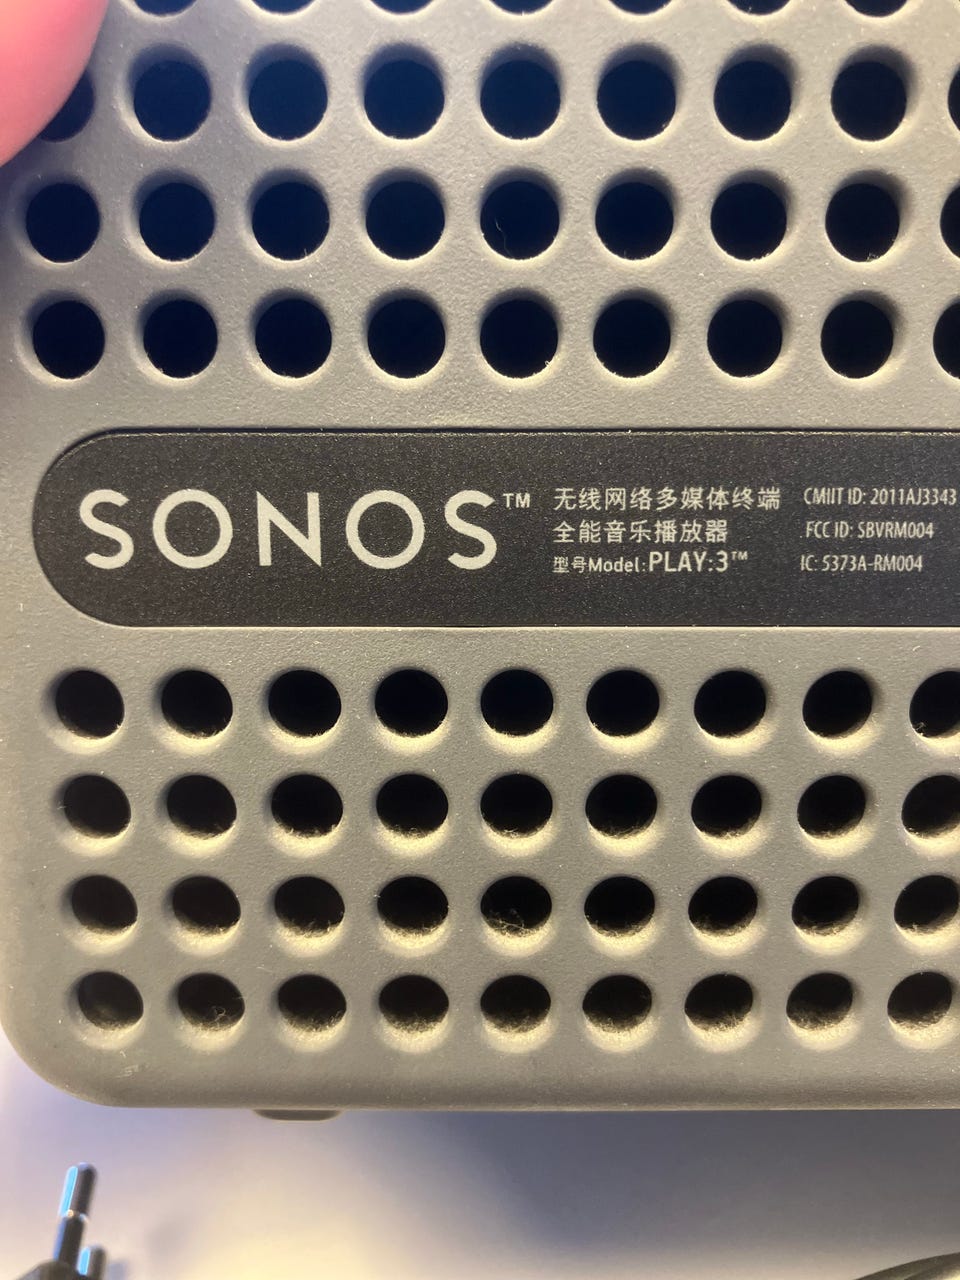 SONOS™
无线网络多媒体终端
全能音乐播放器
型号Model:PLAY:3™
CMIIT ID: 2011AJ3343
FCC ID: SBVRM004
IC: 5373A-RM004